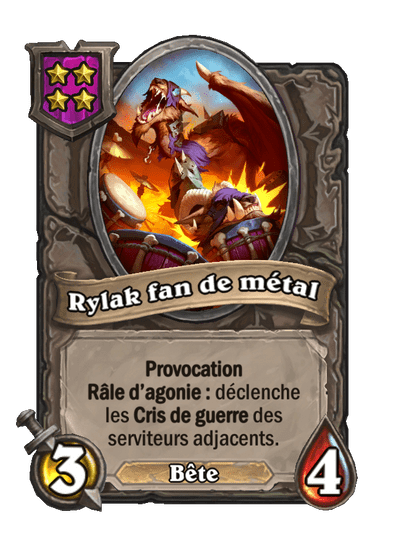 Rylak fan de métal
Provocation
Râle d’agonie : déclenche
les Cris de guerre des
serviteurs adjacents.
3
Bête
4